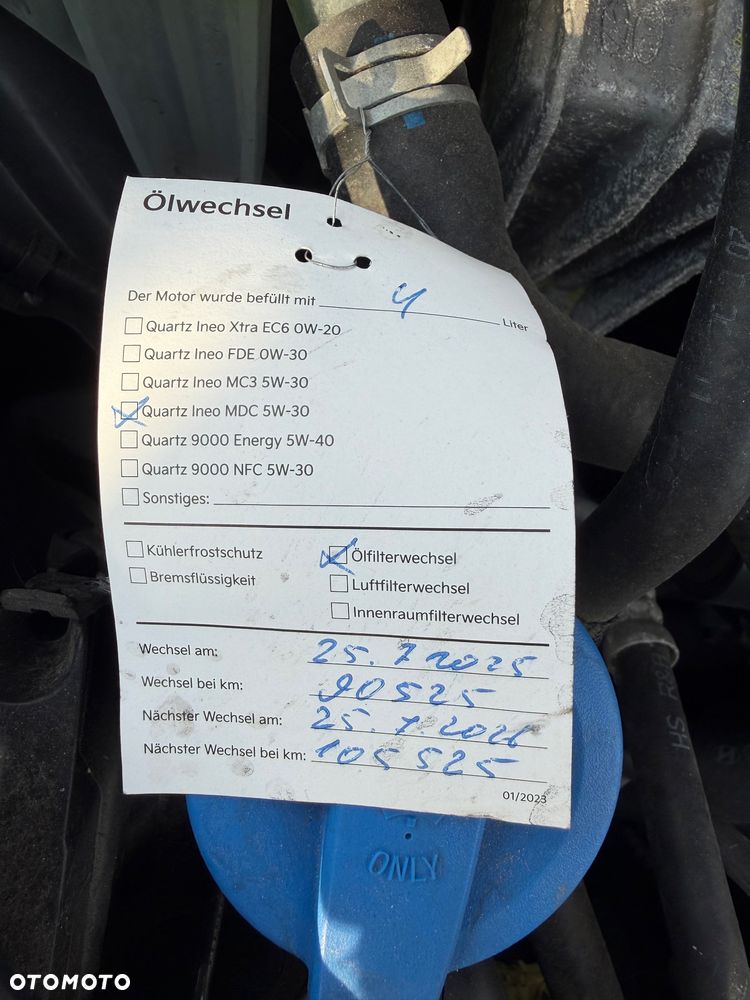 Ölwechsel
Der Motor wurde befüllt mit 4 Liter
Quartz Ineo Xtra EC6 0W-20
Quartz Ineo FDE 0W-30
Quartz Ineo MC3 5W-30
Quartz Ineo MDC 5W-30
Quartz 9000 Energy 5W-40
Quartz 9000 NFC 5W-30
Sonstiges:
Kühlerfrostschutz
Bremsflüssigkeit
Ölfilterwechsel
Luftfilterwechsel
Innenraumfilterwechsel
Wechsel am: 25.7.2025
Wechsel bei km: 90525
Nächster Wechsel am: 25.7.2026
Nächster Wechsel bei km: 105525
01/2023
ONLY
OTOMOTO